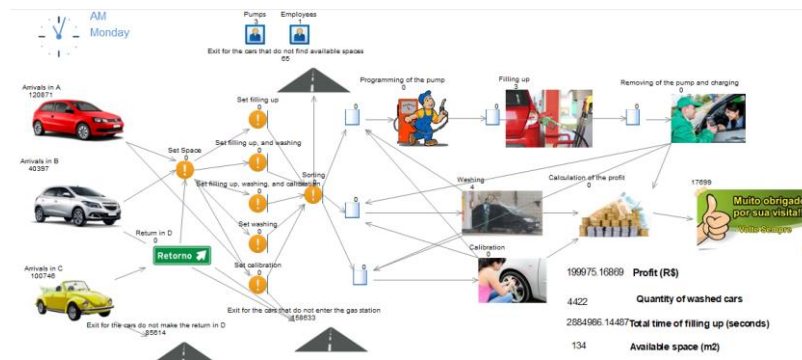 AM
Monday
Pumps
3
Employees
1
Exit for the cars that do not find available spaces
66
Arrivals in A
120871
Set filling up
0
Programming of the pump
0
Filling up
3
Removing of the pump and charging
0
0
0
0
Set Space
0
Set filling up, and washing
0
Arrivals in B
40397
Set filling up, washing, and calibration
0
Sorting
0
0
Washing
4
Calculation of the profit
0
17699
Muito obrigado
por sua visita!
Volte Sempre
Return in D
0
Retorno
Set washing
0
Arrivals in C
100746
Set calibration
0
0
Calibration
0
199975.16869 Profit (R$)
4422 Quantity of washed cars
2884986.14487 Total time of filling up (seconds)
134 Available space (m2)
Exit for the cars that do not enter the gas station
158633
Exit for the cars do not make the return in D
85614